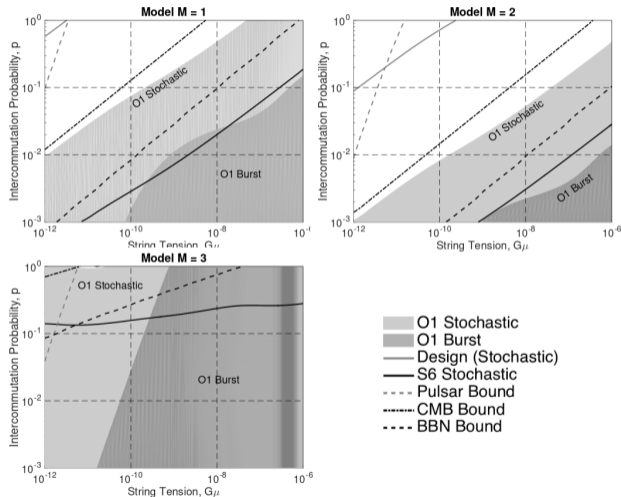 Model M = 1
Intercommutation Probability, p
10^0
10^-1
10^-2
10^-3
O1 Stochastic
O1 Burst
10^-12
10^-10
10^-8
String Tension, Gμ
Model M = 2
Intercommutation Probability, p
10^0
10^-1
10^-2
10^-3
O1 Stochastic
O1 Burst
10^-12
10^-10
10^-8
10^-6
String Tension, Gμ
Model M = 3
Intercommutation Probability, p
10^0
10^-1
10^-2
10^-3
O1 Stochastic
O1 Burst
10^-12
10^-10
10^-8
10^-6
String Tension, Gμ
O1 Stochastic
O1 Burst
Design (Stochastic)
S6 Stochastic
Pulsar Bound
CMB Bound
BBN Bound